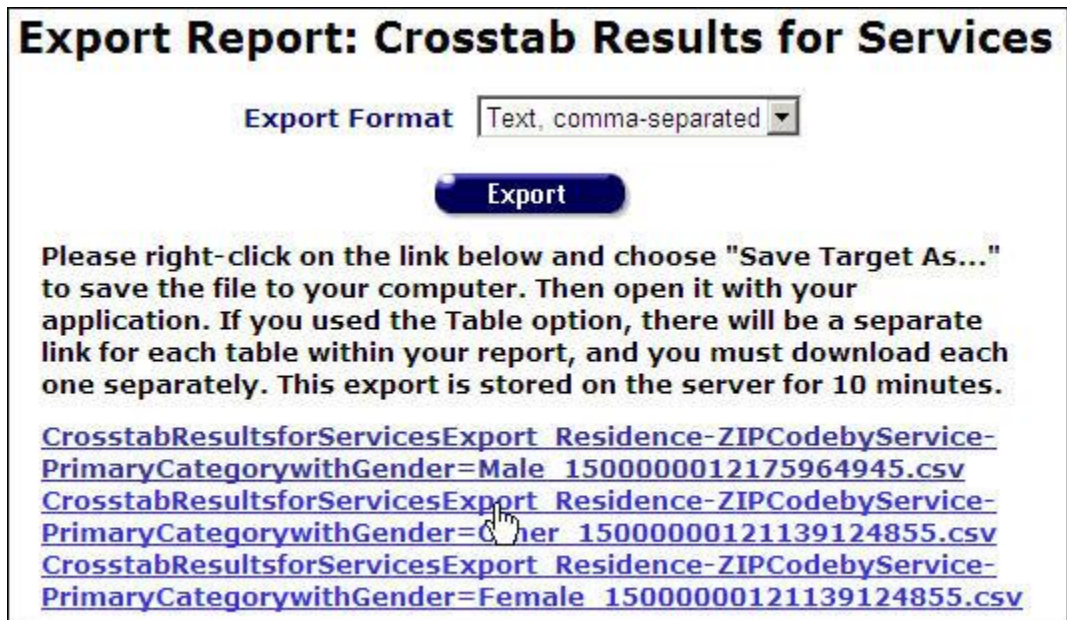 Export Report: Crosstab Results for Services
Export Format Text, comma-separated
Export
Please right-click on the link below and choose "Save Target As..."
to save the file to your computer. Then open it with your
application. If you used the Table option, there will be a separate
link for each table within your report, and you must download each
one separately. This export is stored on the server for 10 minutes.
CrosstabResultsforServicesExport_Residence-ZIPCodebyService-
PrimaryCategorywithGender=Male_1500000012175964945.csv
CrosstabResultsforServicesExport_Residence-ZIPCodebyService-
PrimaryCategorywithGender=Other_15000000121139124855.csv
CrosstabResultsforServicesExport_Residence-ZIPCodebyService-
PrimaryCategorywithGender=Female_15000000121139124855.csv